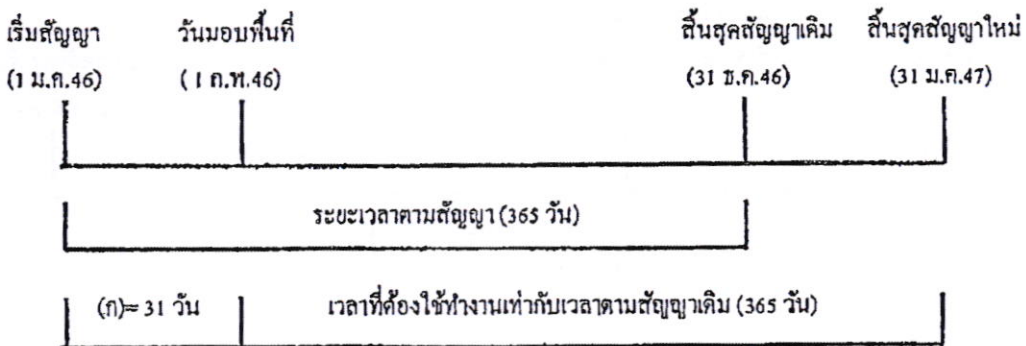 เริ่มสัญญา วันมอบพื้นที่ สิ้นสุดสัญญาเดิม สิ้นสุดสัญญาใหม่
(1 ม.ค.46) (1 ก.พ.46) (31 ธ.ค.46) (31 ม.ค.47)
ระยะเวลาตามสัญญา (365 วัน)
(ก)= 31 วัน เวลาที่ต้องใช้ทำงานเท่ากับเวลาตามสัญญาเดิม (365 วัน)